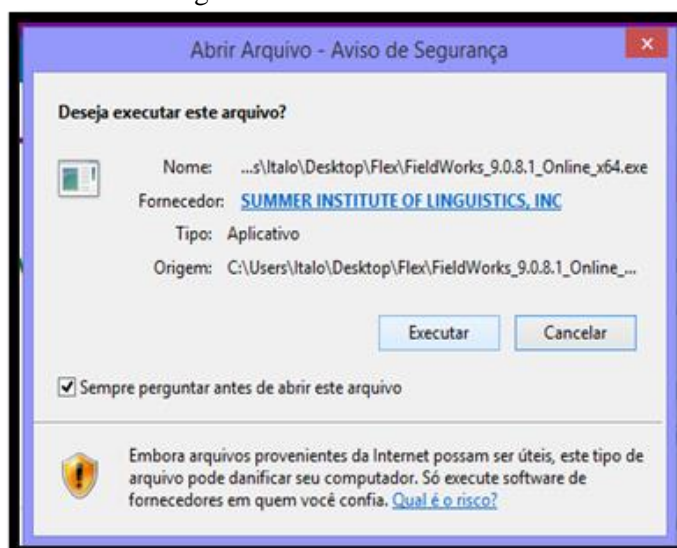 Abrir Arquivo - Aviso de Segurança
Deseja executar este arquivo?
Nome: ...s\Italo\Desktop\Flex\FieldWorks_9.0.8.1_Online_x64.exe
Fornecedor: SUMMER INSTITUTE OF LINGUISTICS, INC
Tipo: Aplicativo
Origem: C:\Users\Italo\Desktop\Flex\FieldWorks_9.0.8.1_Online_...
Executar Cancelar
Sempre perguntar antes de abrir este arquivo
Embora arquivos provenientes da Internet possam ser úteis, este tipo de
arquivo pode danificar seu computador. Só execute software de
fornecedores em quem você confia. Qual é o risco?